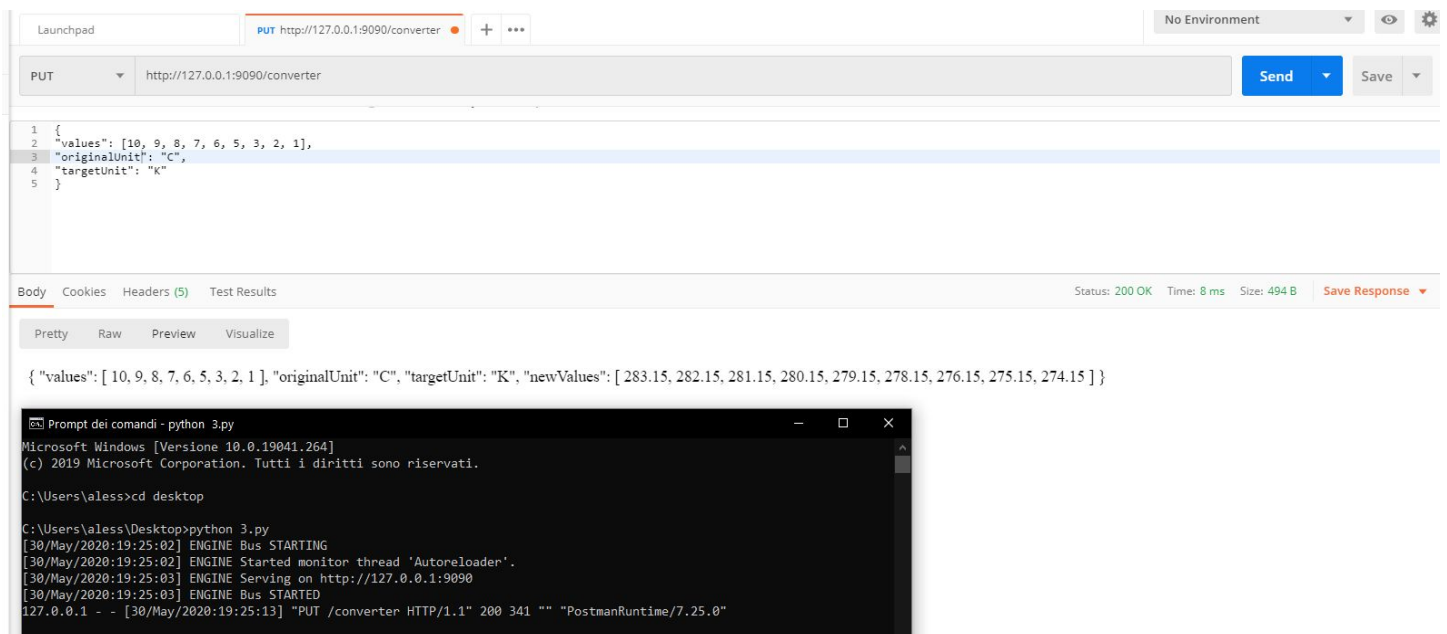 Launchpad
PUT http://127.0.0.1:9090/converter
No Environment
PUT
http://127.0.0.1:9090/converter
Send
Save
1 {
2 "values": [10, 9, 8, 7, 6, 5, 3, 2, 1],
3 "originalUnit": "C",
4 "targetUnit": "K"
5 }
Body Cookies Headers (5) Test Results
Status: 200 OK Time: 8 ms Size: 494 B Save Response
Pretty Raw Preview Visualize
{ "values": [ 10, 9, 8, 7, 6, 5, 3, 2, 1 ], "originalUnit": "C", "targetUnit": "K", "newValues": [ 283.15, 282.15, 281.15, 280.15, 279.15, 278.15, 276.15, 275.15, 274.15 ] }
Prompt dei comandi - python 3.py
Microsoft Windows [Versione 10.0.19041.264]
(c) 2019 Microsoft Corporation. Tutti i diritti sono riservati.
C:\Users\aless>cd desktop
C:\Users\aless\Desktop>python 3.py
[30/May/2020:19:25:02] ENGINE Bus STARTING
[30/May/2020:19:25:02] ENGINE Started monitor thread 'Autoreloader'.
[30/May/2020:19:25:03] ENGINE Serving on http://127.0.0.1:9090
[30/May/2020:19:25:03] ENGINE Bus STARTED
127.0.0.1 - - [30/May/2020:19:25:13] "PUT /converter HTTP/1.1" 200 341 "" "PostmanRuntime/7.25.0"